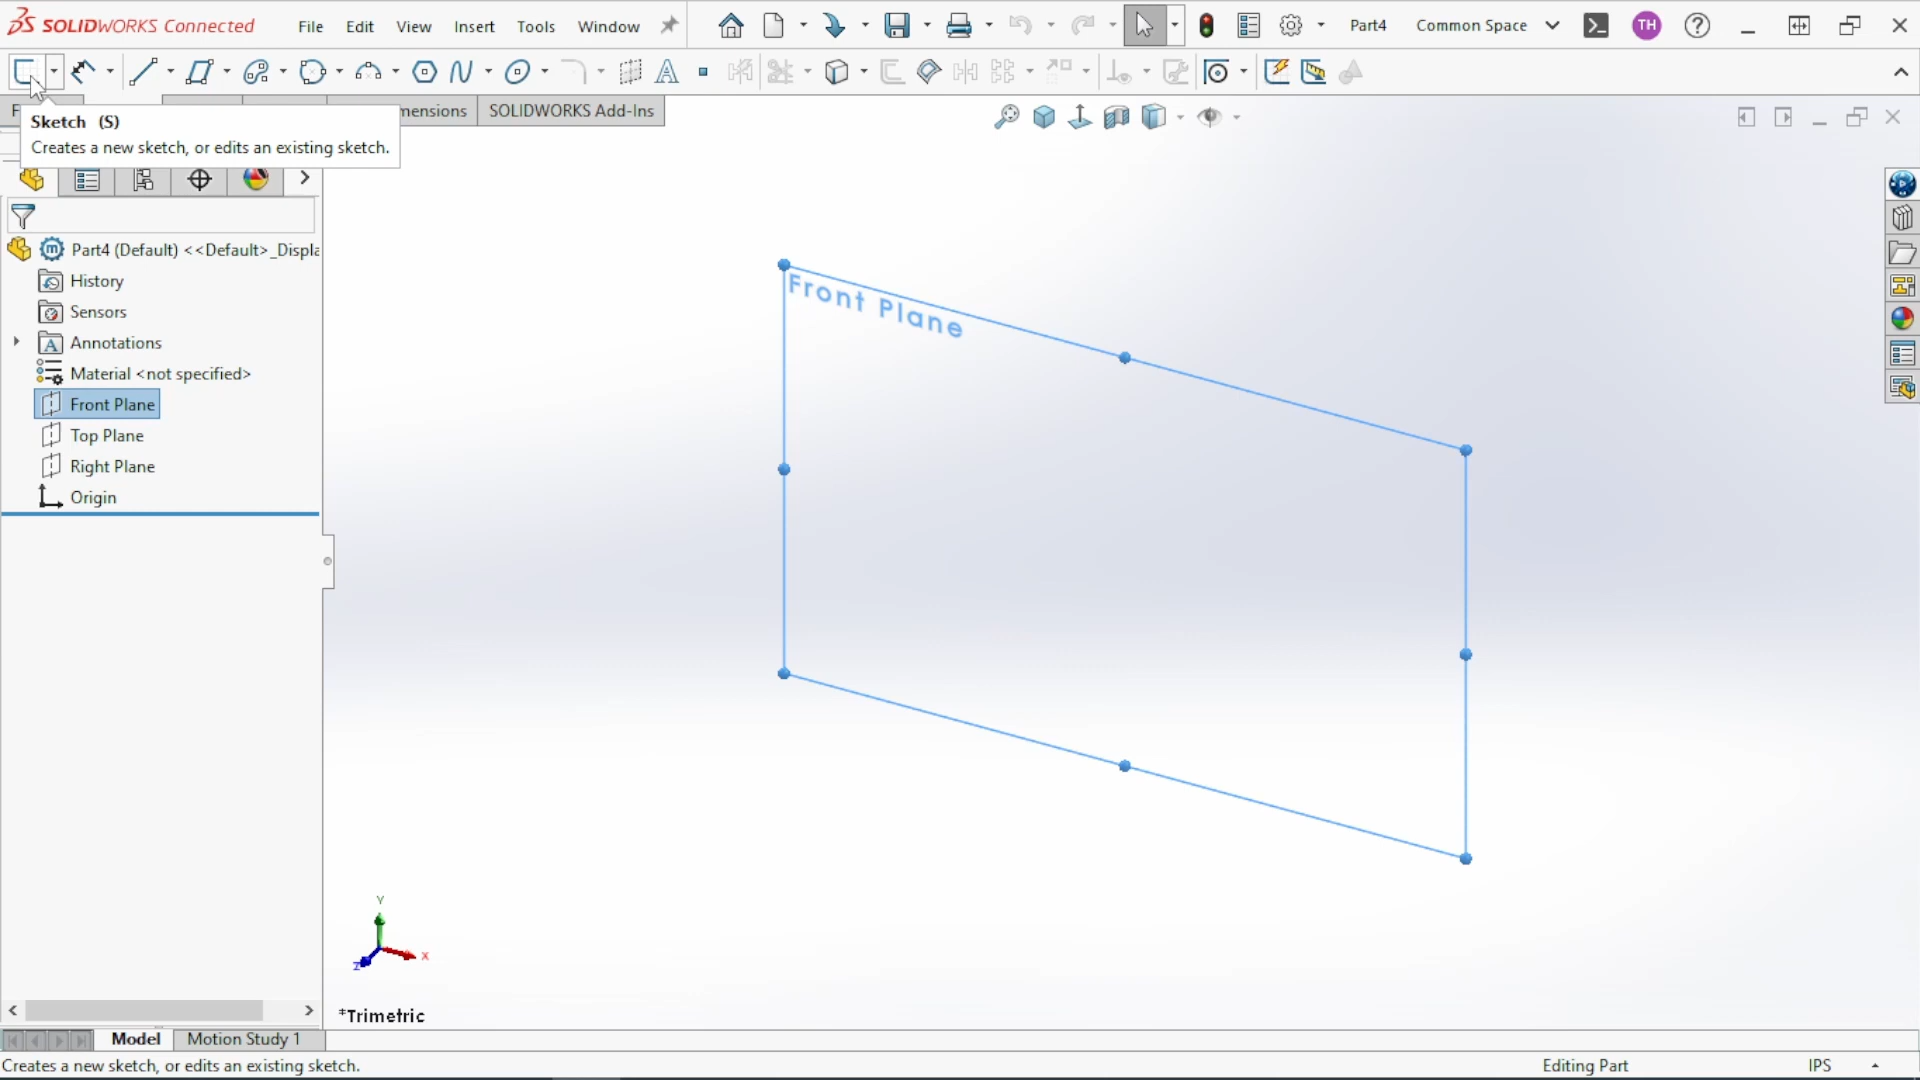 SOLIDWORKS Connected
File Edit View Insert Tools Window
Part4 Common Space TH
Sketch (S)
Creates a new sketch, or edits an existing sketch.
F
mensions SOLIDWORKS Add-Ins
Part4 (Default) <<Default>_Displa
History
Sensors
Annotations
Material <not specified>
Front Plane
Top Plane
Right Plane
Origin
Front Plane
Y
X
Z
*Trimetric
Model Motion Study 1
Creates a new sketch, or edits an existing sketch. Editing Part IPS